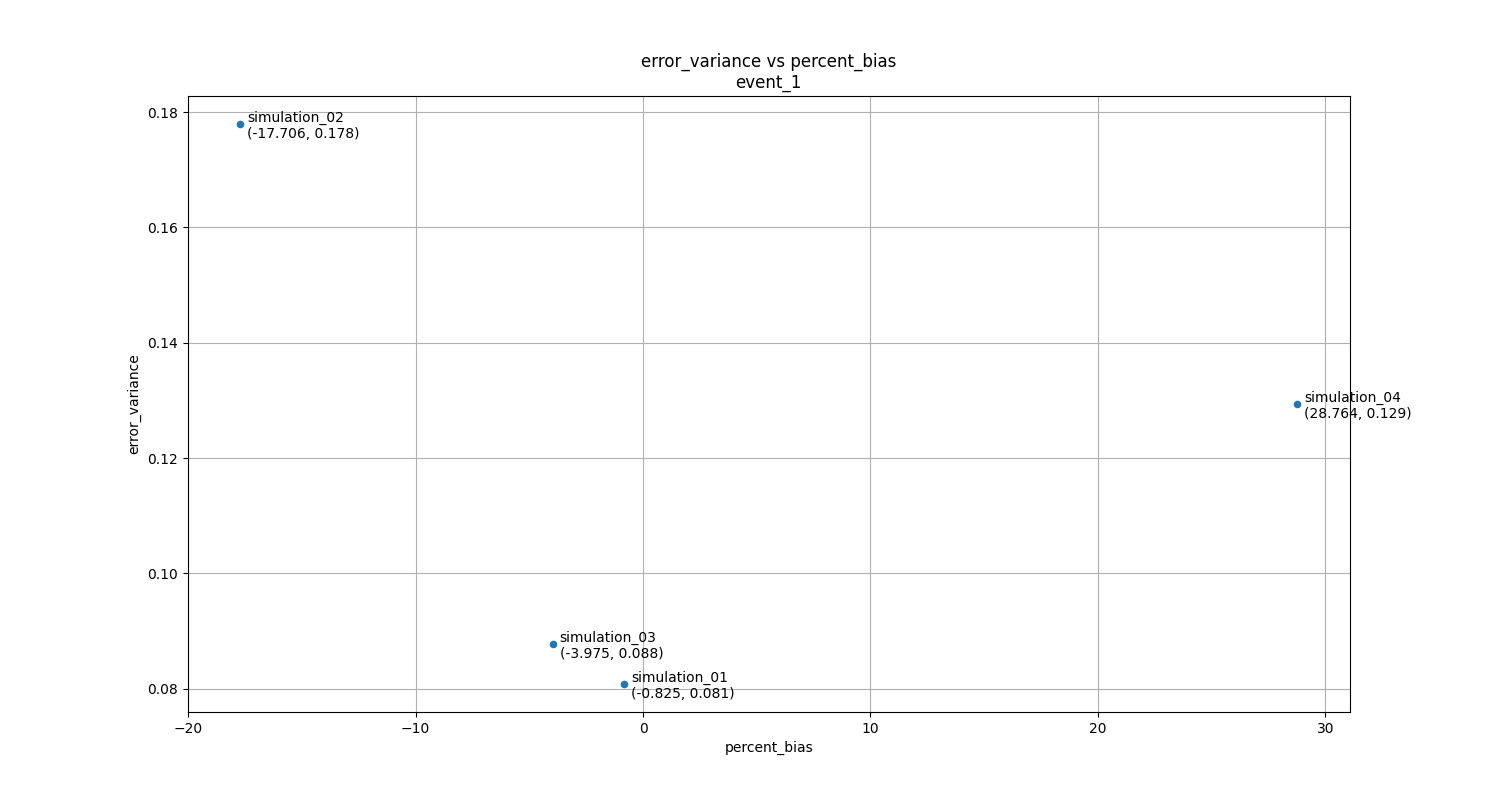 error_variance vs percent_bias
event_1
0.18
0.16
0.14
0.12
0.10
0.08
error_variance
simulation_02
(-17.706, 0.178)
simulation_04
(28.764, 0.129)
simulation_03
(-3.975, 0.088)
simulation_01
(-0.825, 0.081)
−20
−10
0
10
20
30
percent_bias